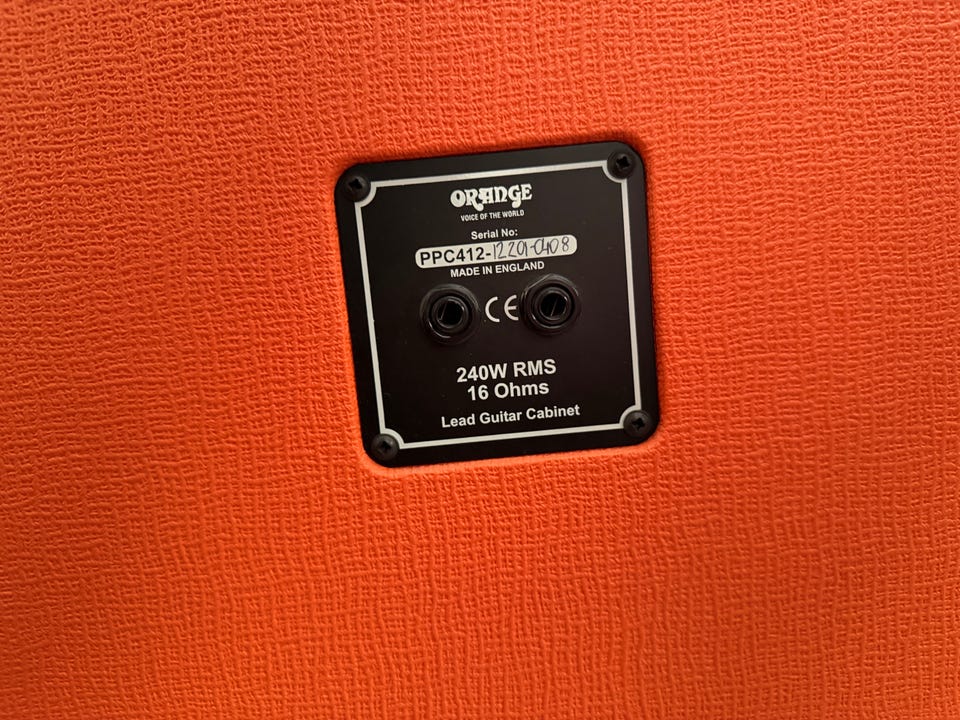 ORANGE
VOICE OF THE WORLD
Serial No:
PPC412-12201-0408
MADE IN ENGLAND
CE
240W RMS
16 Ohms
Lead Guitar Cabinet